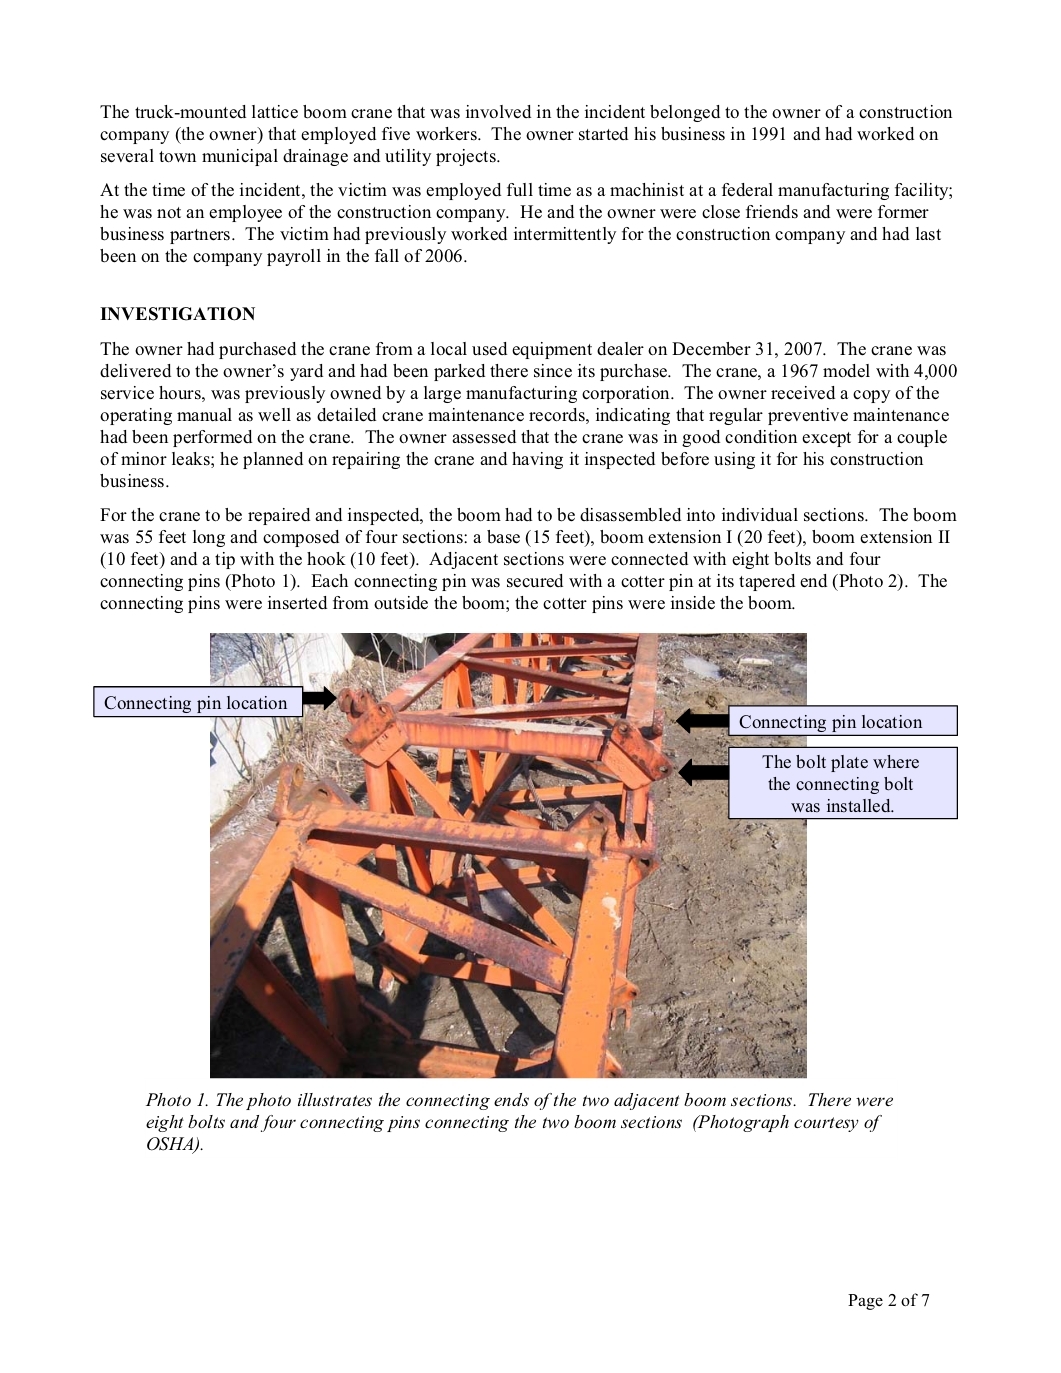 The truck-mounted lattice boom crane that was involved in the incident belonged to the owner of a construction
company (the owner) that employed five workers.  The owner started his business in 1991 and had worked on
several town municipal drainage and utility projects.
At the time of the incident, the victim was employed full time as a machinist at a federal manufacturing facility;
he was not an employee of the construction company.  He and the owner were close friends and were former
business partners.  The victim had previously worked intermittently for the construction company and had last
been on the company payroll in the fall of 2006.
INVESTIGATION
The owner had purchased the crane from a local used equipment dealer on December 31, 2007.  The crane was
delivered to the owner’s yard and had been parked there since its purchase.  The crane, a 1967 model with 4,000
service hours, was previously owned by a large manufacturing corporation.  The owner received a copy of the
operating manual as well as detailed crane maintenance records, indicating that regular preventive maintenance
had been performed on the crane.  The owner assessed that the crane was in good condition except for a couple
of minor leaks; he planned on repairing the crane and having it inspected before using it for his construction
business.
For the crane to be repaired and inspected, the boom had to be disassembled into individual sections.  The boom
was 55 feet long and composed of four sections: a base (15 feet), boom extension I (20 feet), boom extension II
(10 feet) and a tip with the hook (10 feet).  Adjacent sections were connected with eight bolts and four
connecting pins (Photo 1).  Each connecting pin was secured with a cotter pin at its tapered end (Photo 2).  The
connecting pins were inserted from outside the boom; the cotter pins were inside the boom.
Connecting pin location
Connecting pin location
The bolt plate where
the connecting bolt
was installed.
Photo 1. The photo illustrates the connecting ends of the two adjacent boom sections.  There were
eight bolts and four connecting pins connecting the two boom sections  (Photograph courtesy of
OSHA).
Page 2 of 7